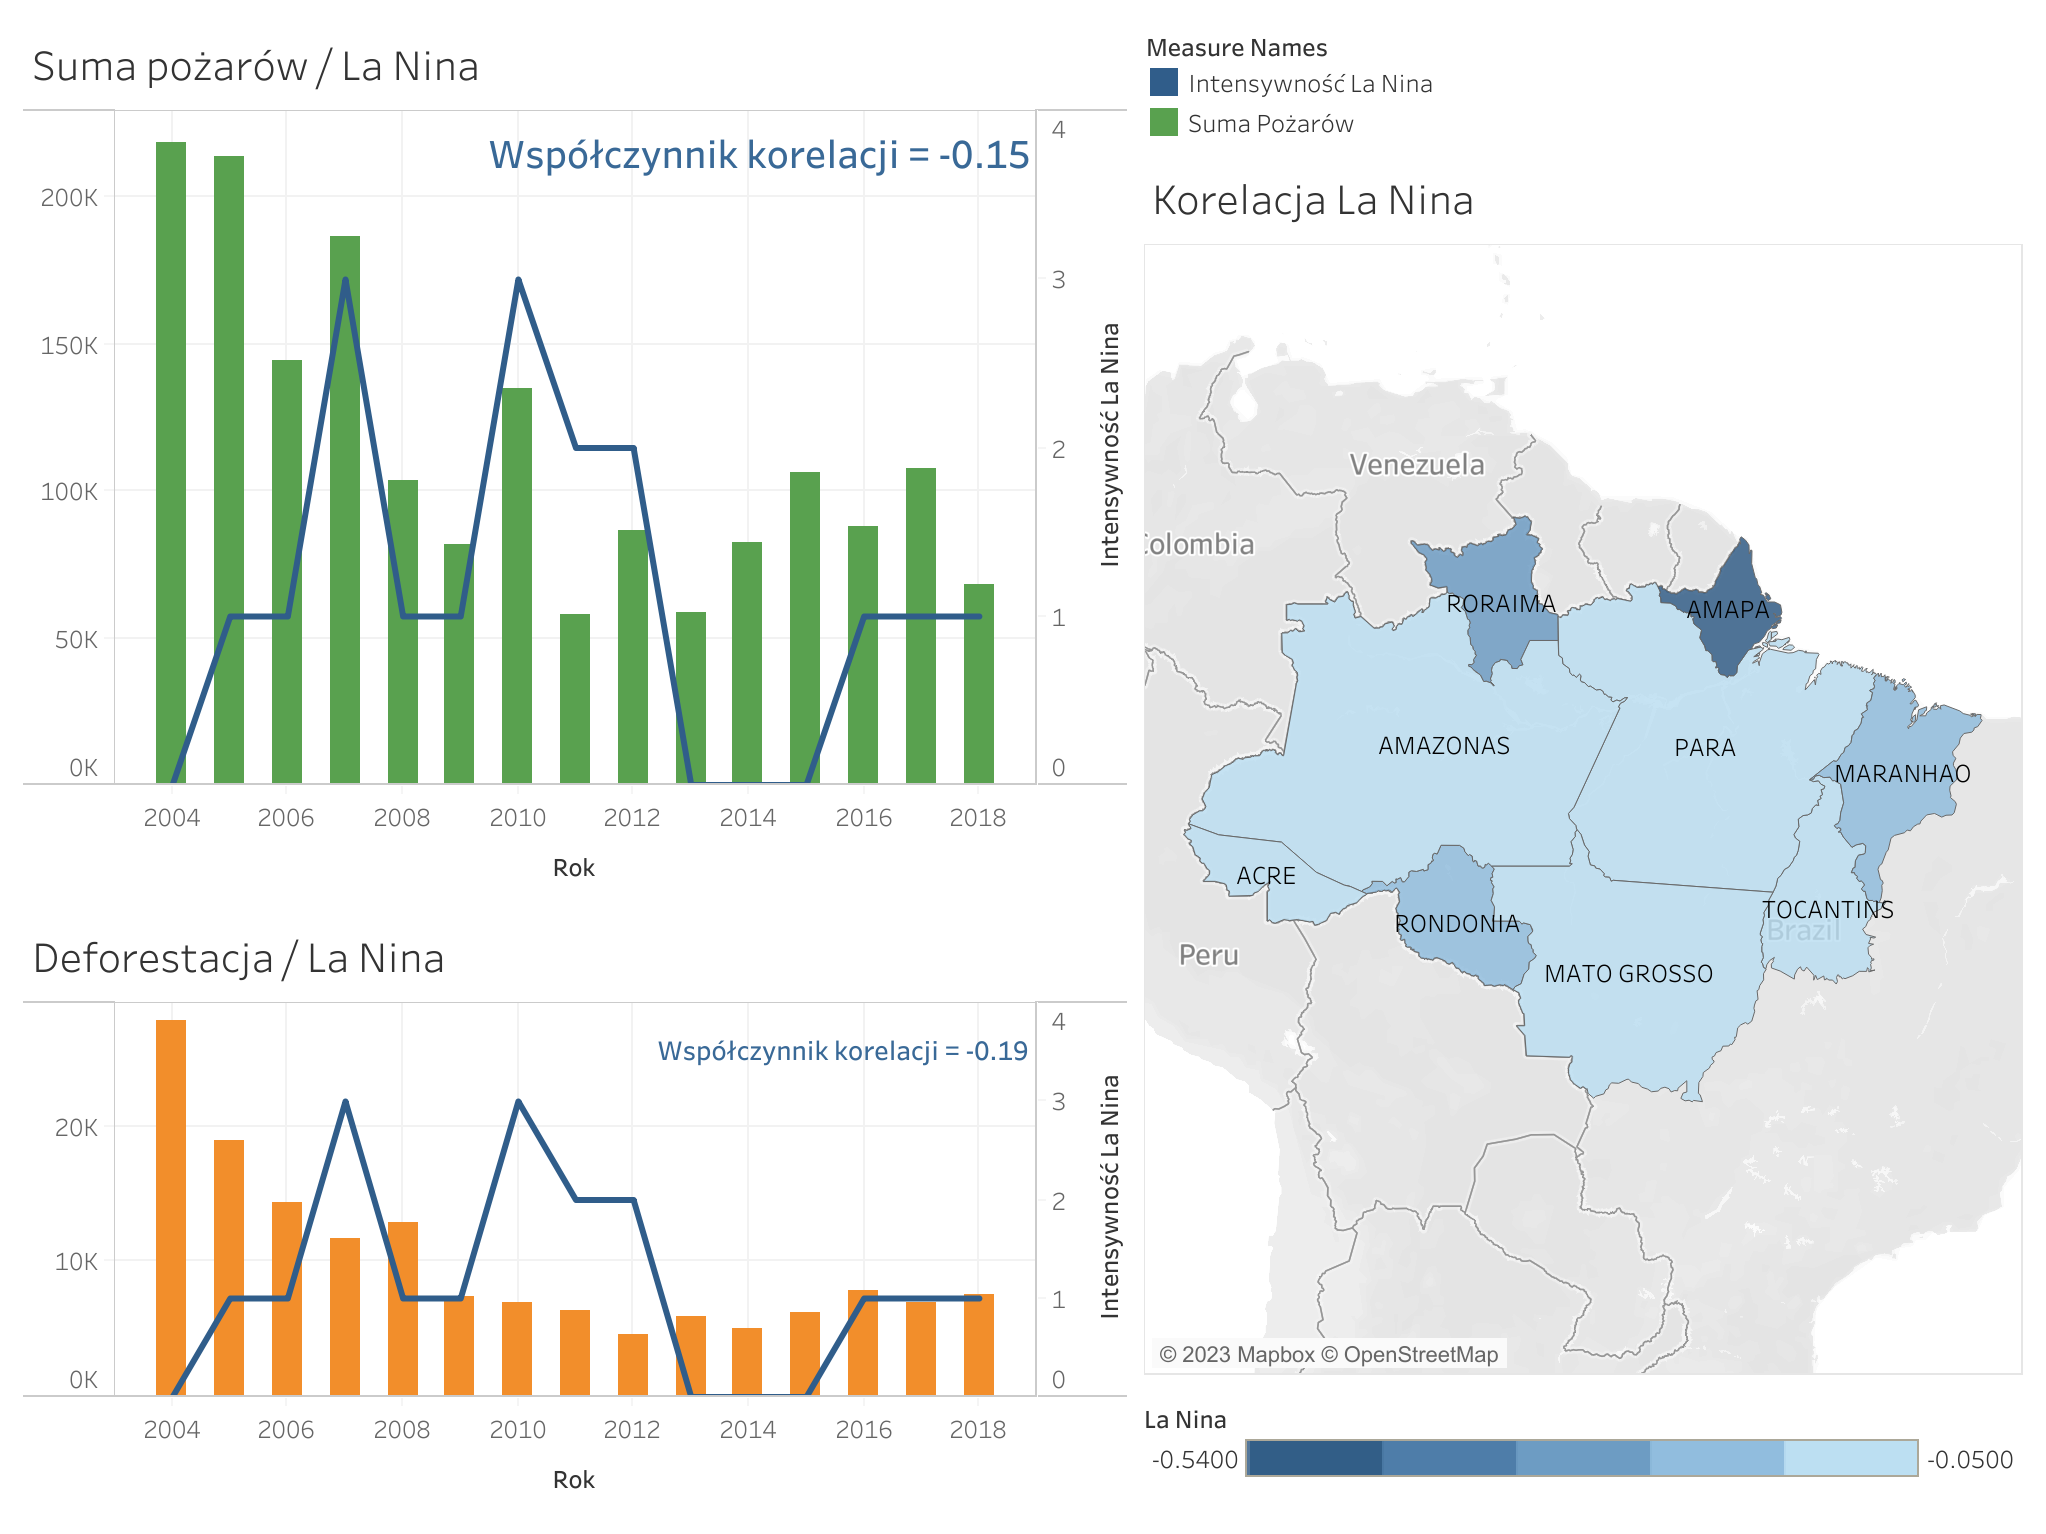 Suma pożarów / La Nina
Współczynnik korelacji = -0.15
200K
150K
100K
50K
0K
4
3
2
1
0
Intensywność La Nina
2004 2006 2008 2010 2012 2014 2016 2018
Rok
Deforestacja / La Nina
Współczynnik korelacji = -0.19
20K
10K
0K
4
3
2
1
0
Intensywność La Nina
2004 2006 2008 2010 2012 2014 2016 2018
Rok
Measure Names
Intensywność La Nina
Suma Pożarów
Korelacja La Nina
Venezuela
olombia
RORAIMA
AMAPA
AMAZONAS
PARA
MARANHAO
ACRE
RONDONIA
TOCANTINS
Brazil
Peru
MATO GROSSO
© 2023 Mapbox © OpenStreetMap
La Nina
-0.5400 -0.0500